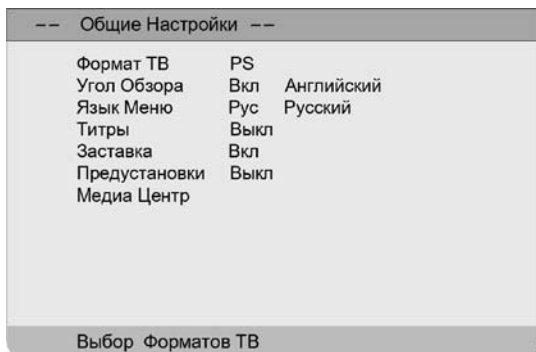 -- Общие Настройки --
Формат ТВ PS
Угол Обзора Вкл Английский
Язык Меню Рус Русский
Титры Выкл
Заставка Вкл
Предустановки Выкл
Медиа Центр
Выбор Форматов ТВ